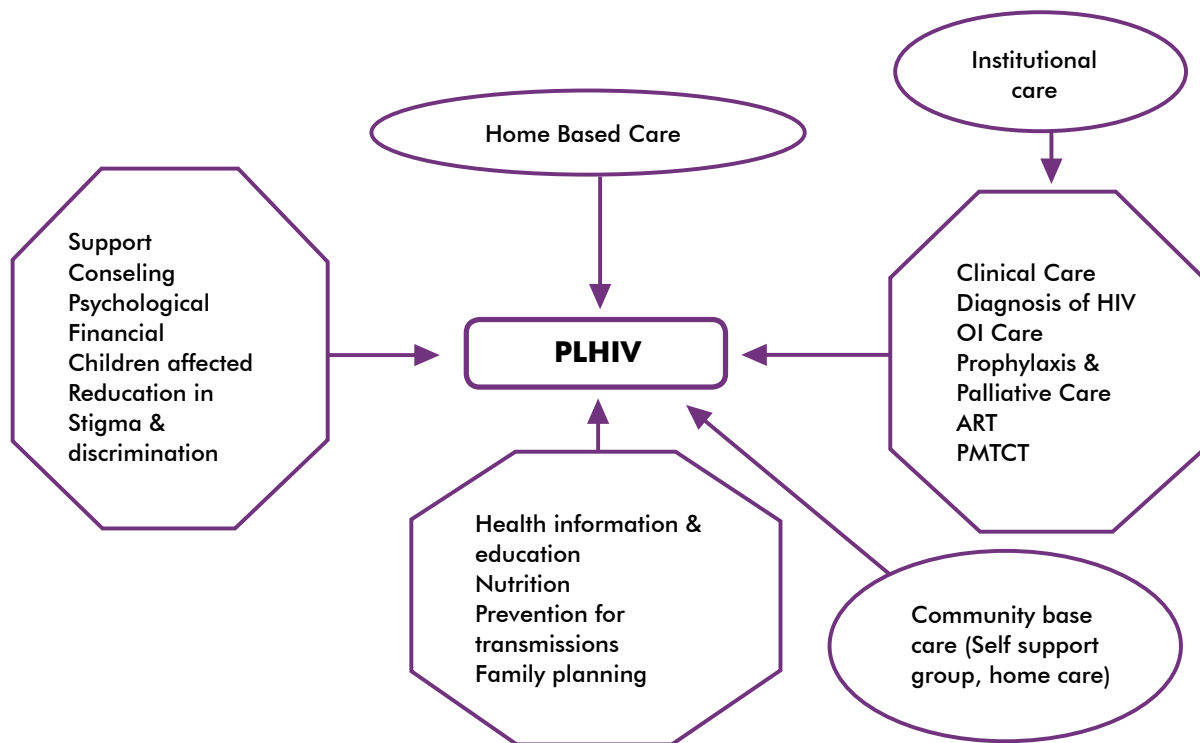 Institutional
care
Home Based Care
Support
Conseling
Psychological
Financial
Children affected
Reducation in
Stigma &
discrimination
PLHIV
Clinical Care
Diagnosis of HIV
OI Care
Prophylaxis &
Palliative Care
ART
PMTCT
Health information &
education
Nutrition
Prevention for
transmissions
Family planning
Community base
care (Self support
group, home care)